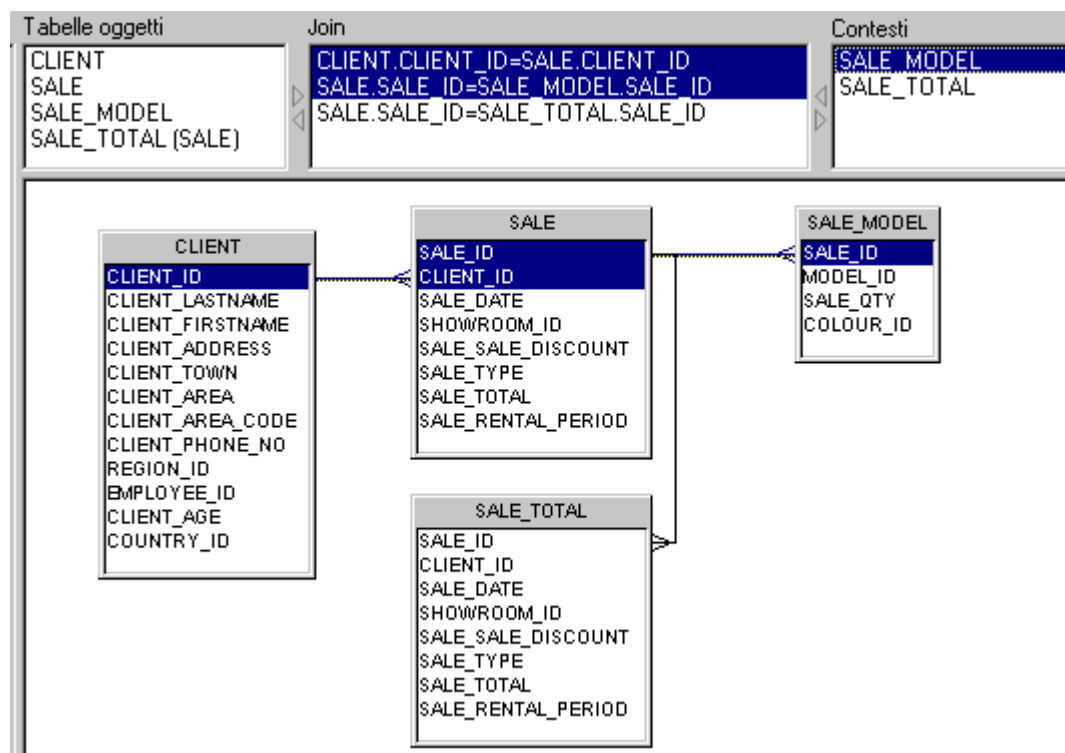 Tabelle oggetti
Join
Contesti
CLIENT
SALE
SALE_MODEL
SALE_TOTAL (SALE)
CLIENT.CLIENT_ID=SALE.CLIENT_ID
SALE.SALE_ID=SALE_MODEL.SALE_ID
SALE.SALE_ID=SALE_TOTAL.SALE_ID
SALE_MODEL
SALE_TOTAL
CLIENT
CLIENT_ID
CLIENT_LASTNAME
CLIENT_FIRSTNAME
CLIENT_ADDRESS
CLIENT_TOWN
CLIENT_AREA
CLIENT_AREA_CODE
CLIENT_PHONE_NO
REGION_ID
EMPLOYEE_ID
CLIENT_AGE
COUNTRY_ID
SALE
SALE_ID
CLIENT_ID
SALE_DATE
SHOWROOM_ID
SALE_SALE_DISCOUNT
SALE_TYPE
SALE_TOTAL
SALE_RENTAL_PERIOD
SALE_MODEL
SALE_ID
MODEL_ID
SALE_QTY
COLOUR_ID
SALE_TOTAL
SALE_ID
CLIENT_ID
SALE_DATE
SHOWROOM_ID
SALE_SALE_DISCOUNT
SALE_TYPE
SALE_TOTAL
SALE_RENTAL_PERIOD